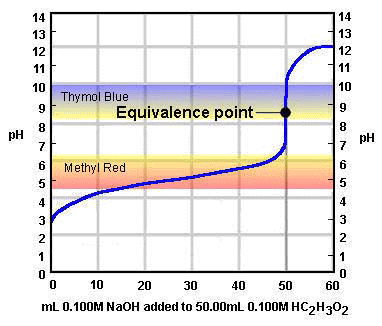 14 14
13 13
12 12
11 11
10 10
Thymol Blue
9 9
Equivalence point
8 8
pH pH
7 7
6 6
Methyl Red
5 5
4 4
3 3
2 2
1 1
0 0
0 10 20 30 40 50 60
mL 0.100M NaOH added to 50.00mL 0.100M HC2H3O2